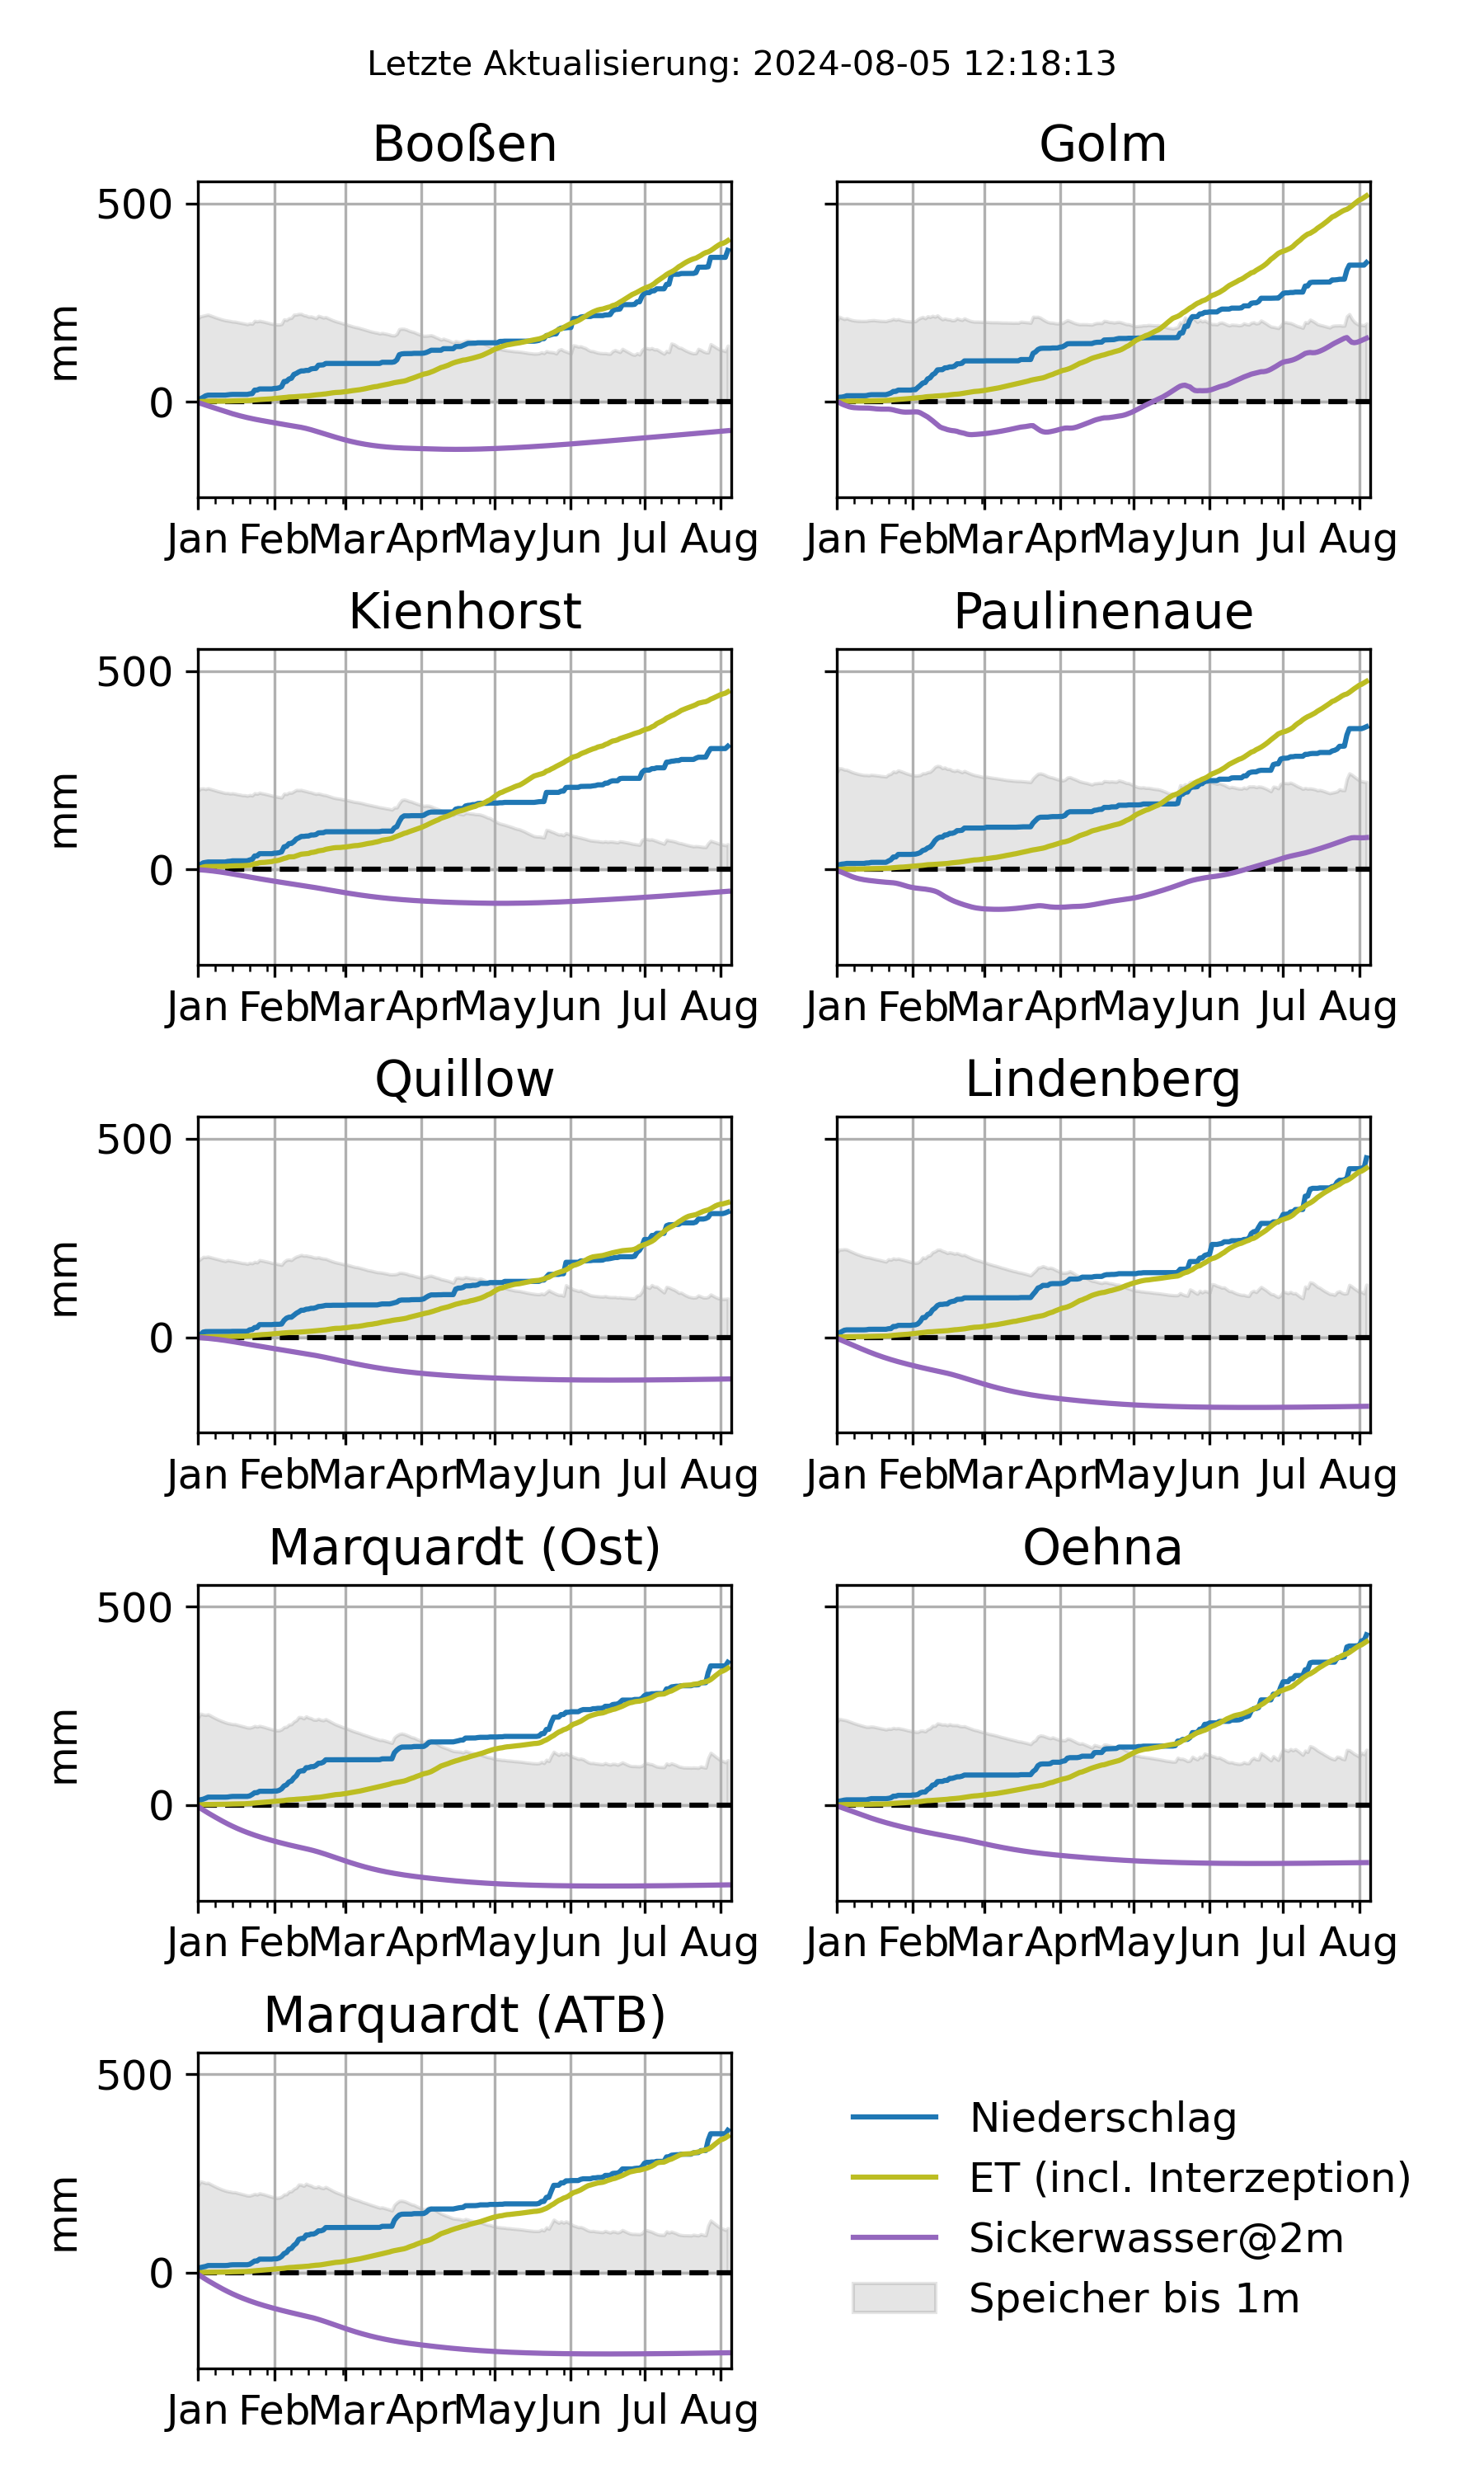 Letzte Aktualisierung: 2024-08-05 12:18:13
Booßen
Golm
500
0
mm
Jan Feb Mar Apr May Jun Jul Aug
Jan Feb Mar Apr May Jun Jul Aug
Kienhorst
Paulinenaue
500
0
mm
Jan Feb Mar Apr May Jun Jul Aug
Jan Feb Mar Apr May Jun Jul Aug
Quillow
Lindenberg
500
0
mm
Jan Feb Mar Apr May Jun Jul Aug
Jan Feb Mar Apr May Jun Jul Aug
Marquardt (Ost)
Oehna
500
0
mm
Jan Feb Mar Apr May Jun Jul Aug
Jan Feb Mar Apr May Jun Jul Aug
Marquardt (ATB)
500
0
mm
Jan Feb Mar Apr May Jun Jul Aug
Niederschlag
ET (incl. Interzeption)
Sickerwasser@2m
Speicher bis 1m